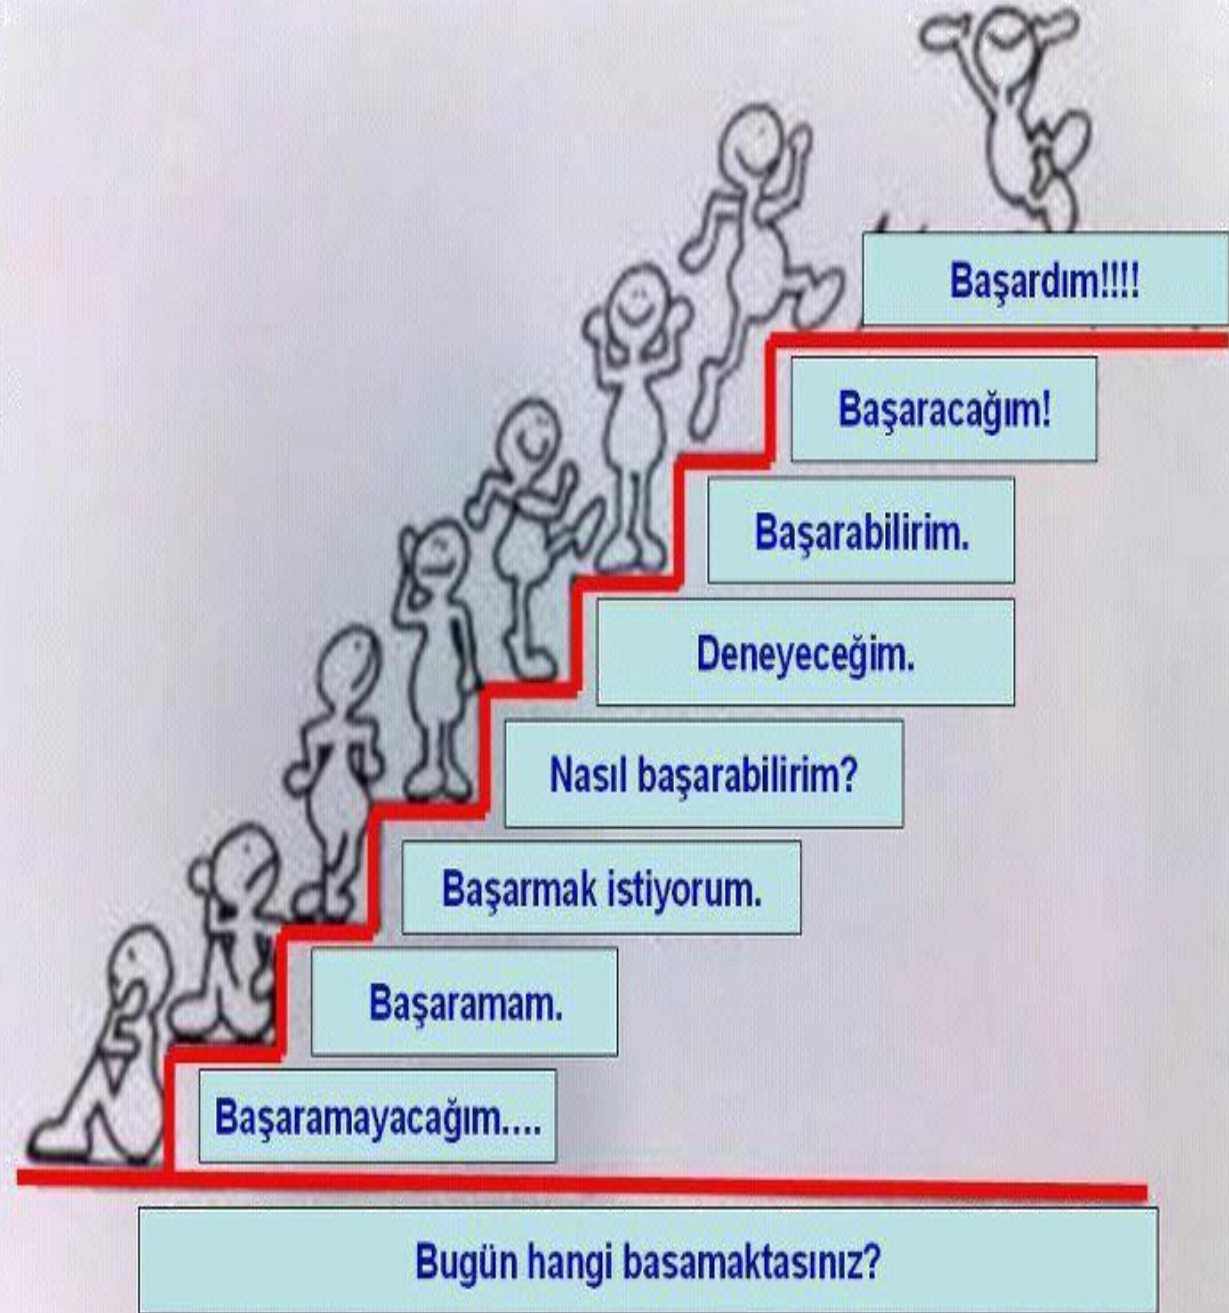 Başardım!!!!
Başaracağım!
Başarabilirim.
Deneyeceğim.
Nasıl başarabilirim?
Başarmak istiyorum.
Başaramam.
Başaramayacağım....
Bugün hangi basamaktasınız?